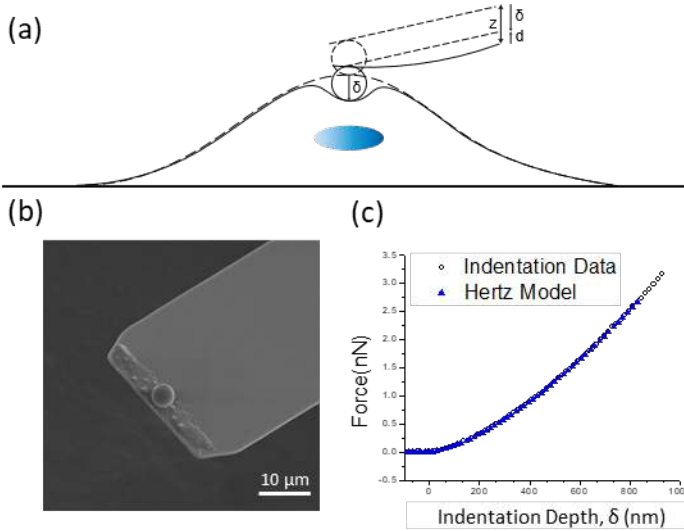 (a)
δ
z
d
δ
(b)
(c)
10 μm
Indentation Data
Hertz Model
3.5
3.0
2.5
2.0
1.5
1.0
0.5
0.0
-0.5
Force(nN)
0
200
400
600
800
100
Indentation Depth, δ (nm)